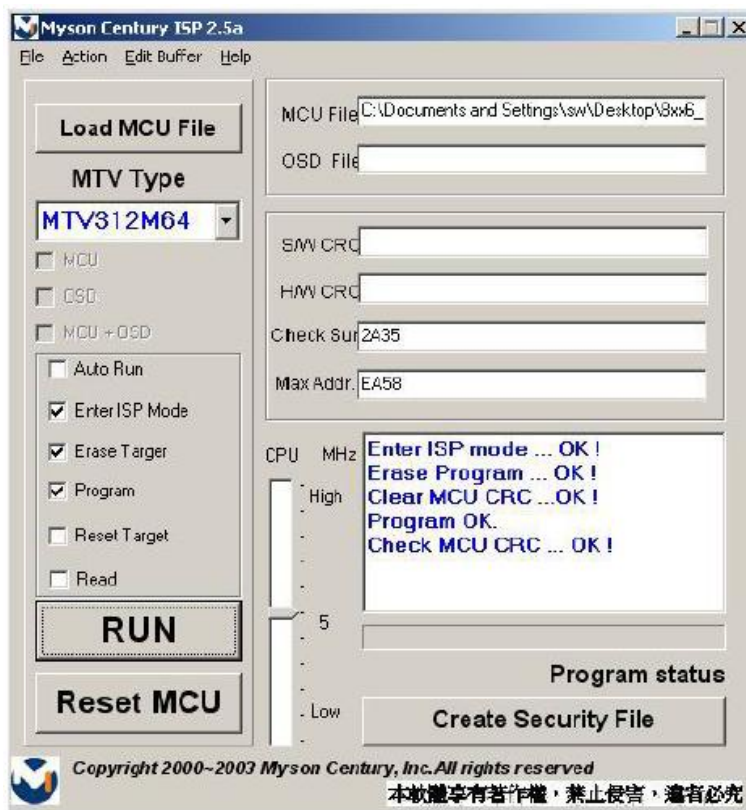 Myson Century ISP 2.5a
File Action Edit Buffer Help
Load MCU File
MTV Type
MTV312M64
MCU
OSD
MCU +OSD
Auto Run
Enter ISP Mode
Erase Targer
Program
Reset Target
Read
RUN
Reset MCU
MCU File C:\Documents and Settings\sw\Desktop\8xx6_
OSD File
S/W CRC
H/W CRC
Check Sur 2A35
Max Addr. EA58
CPU MHz
High
5
Low
Enter ISP mode ... OK !
Erase Program ... OK !
Clear MCU CRC ...OK !
Program OK.
Check MCU CRC ... OK !
Program status
Create Security File
Copyright 2000~2003 Myson Century, Inc.All rights reserved
本軟體享有著作權，禁止侵害，違者必究